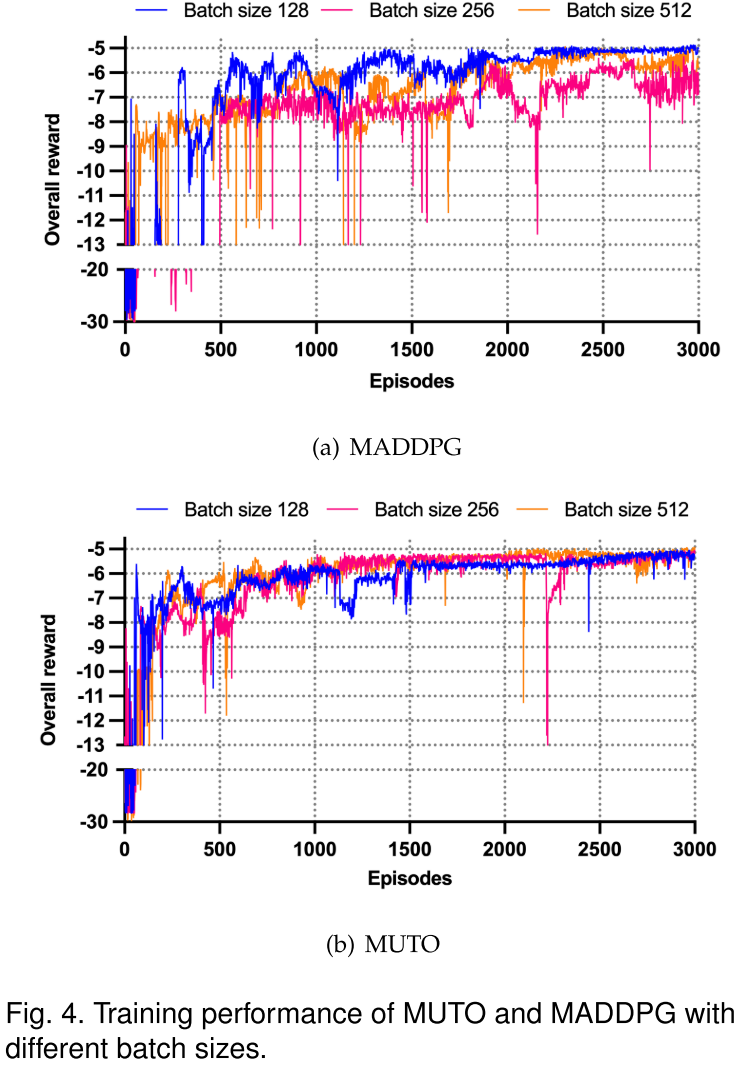 Batch size 128 Batch size 256 Batch size 512
-5
-6
-7
-8
-9
-10
-11
-12
-13
-20
-30
Overall reward
0 500 1000 1500 2000 2500 3000
Episodes
(a) MADDPG
Batch size 128 Batch size 256 Batch size 512
-5
-6
-7
-8
-9
-10
-11
-12
-13
-20
-30
Overall reward
0 500 1000 1500 2000 2500 3000
Episodes
(b) MUTO
Fig. 4. Training performance of MUTO and MADDPG with
different batch sizes.